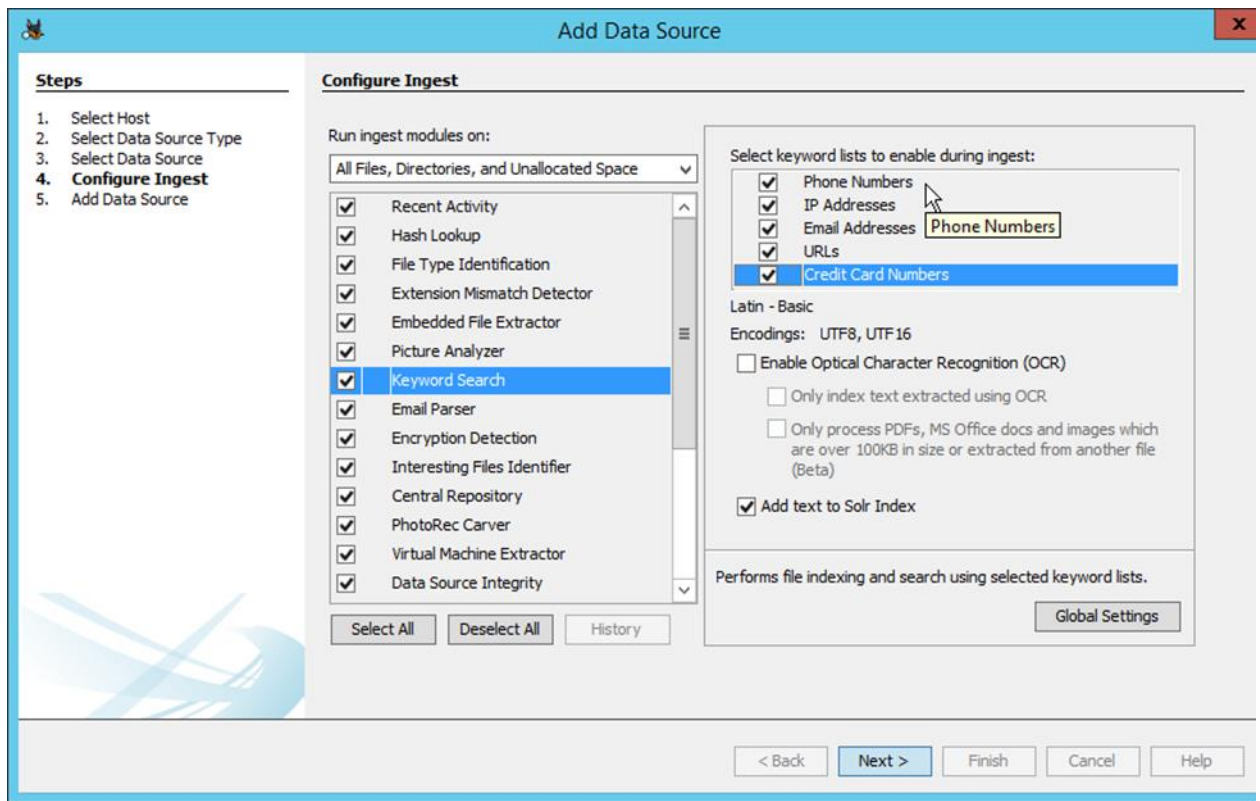 Add Data Source
x
Steps
1. Select Host
2. Select Data Source Type
3. Select Data Source
4. Configure Ingest
5. Add Data Source
Configure Ingest
Run ingest modules on:
All Files, Directories, and Unallocated Space
Recent Activity
Hash Lookup
File Type Identification
Extension Mismatch Detector
Embedded File Extractor
Picture Analyzer
Keyword Search
Email Parser
Encryption Detection
Interesting Files Identifier
Central Repository
PhotoRec Carver
Virtual Machine Extractor
Data Source Integrity
Select All
Deselect All
History
Select keyword lists to enable during ingest:
Phone Numbers
IP Addresses
Email Addresses
Phone Numbers
URLs
Credit Card Numbers
Latin - Basic
Encodings: UTF8, UTF16
Enable Optical Character Recognition (OCR)
Only index text extracted using OCR
Only process PDFs, MS Office docs and images which
are over 100KB in size or extracted from another file
(Beta)
Add text to Solr Index
Performs file indexing and search using selected keyword lists.
Global Settings
< Back
Next >
Finish
Cancel
Help